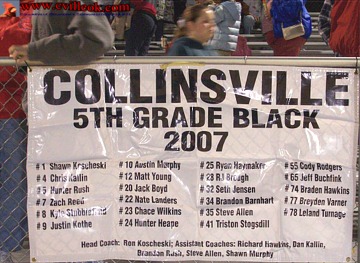 www.evilleok.com
COLLINSVILLE
5TH GRADE BLACK
2007
#1 Shawn Koscheski
#4 Chris Kaitin
#5 Hunter Rush
#7 Zach Reed
#8 Kyle Stubblefield
#9 Justin Kothe
#10 Austin Murphy
#12 Matt Young
#20 Jack Boyd
#22 Nate Landers
#23 Chace Wilkins
#24 Hunter Heape
#25 Ryan Haymaker
#28 RJ Brough
#32 Seth Jensen
#34 Brandon Barnhart
#35 Steve Allen
#41 Triston Stogsdill
#55 Cody Rodgers
#65 Jeff Buchfink
#74 Braden Hawkins
#77 Breyden Varner
#78 Leland Turnage
Head Coach: Ron Koscheski; Assistant Coaches: Richard Hawkins, Dan Kallin,
Brandon Rush, Steve Allen, Shawn Murphy